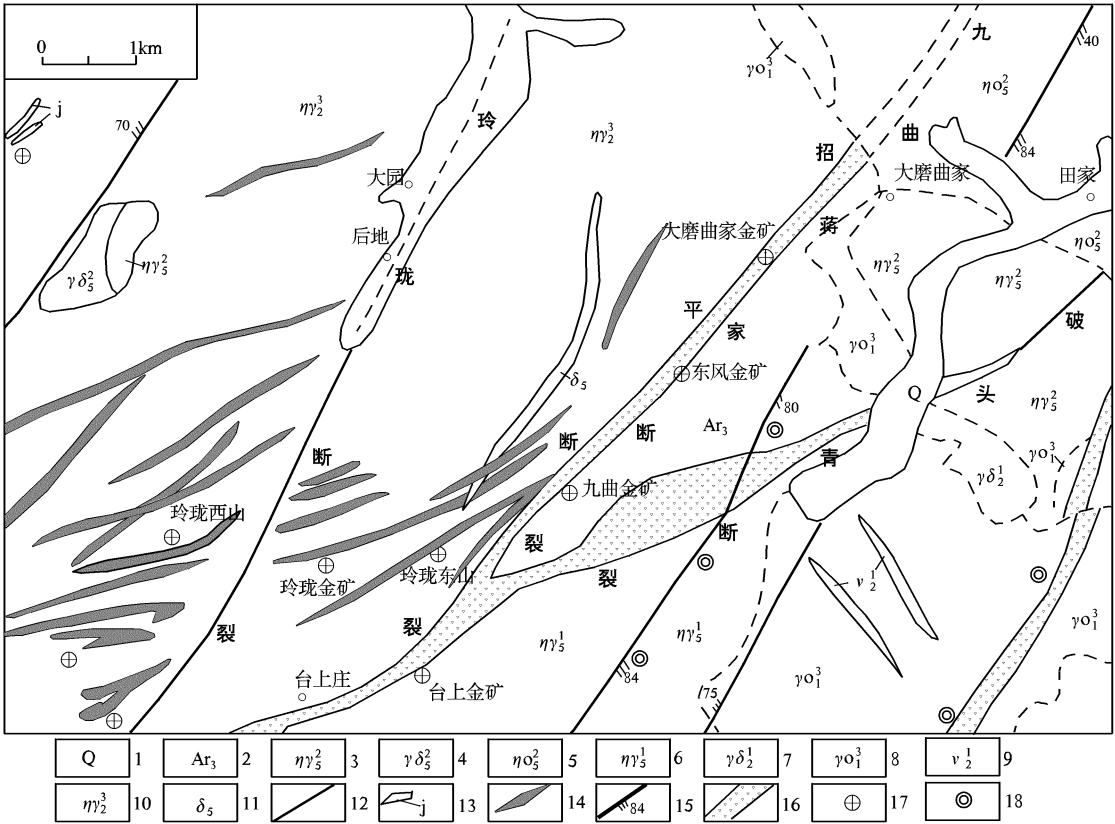 0 1km
九
γο₁³
40
ηο₅²
j
ηγ₂³
70
玲
ηγ₂³
招
曲
84
大园
大磨曲家
田家
后地
大磨曲家金矿
蒋
ηο₅²
γδ₅²
ηγ₅²
珑
ηγ₅²
ηγ₅²
平
家
破
γο₁³
δ₅
东风金矿
Q
头
ηγ₅²
80
Ar₃
断
断
断
青
γο₁³
γδ₂¹
九曲金矿
玲珑西山
断
裂
玲珑金矿
玲珑东山
裂
ν₂¹
裂
裂
ηγ₅¹
ηγ₅¹
γο₁³
台上庄
台上金矿
84
75
γο₁³
Q 1 Ar₃ 2 ηγ₅² 3 γδ₅² 4 ηο₅² 5 ηγ₅¹ 6 γδ₂¹ 7 γο₁³ 8 ν₂¹ 9
ηγ₂³ 10 δ₅ 11 12 j 13 14 84 15 16 17 18